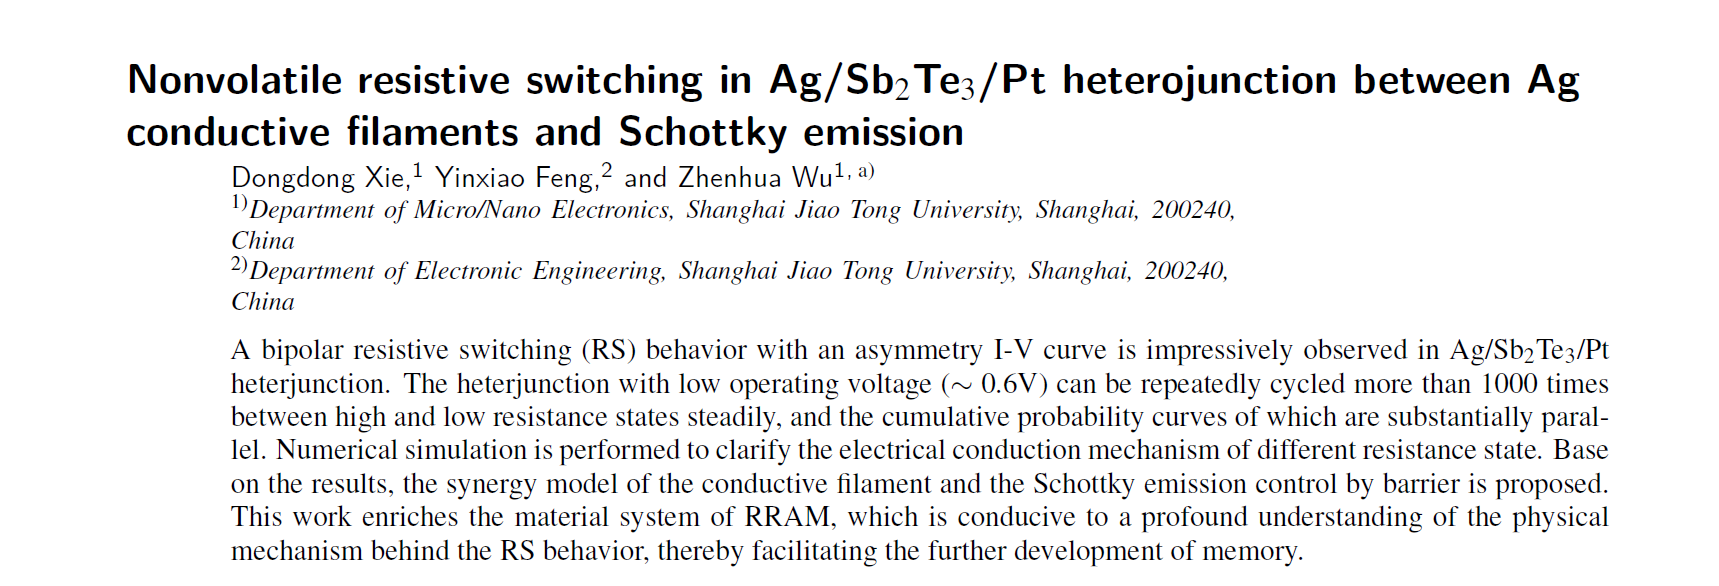 Nonvolatile resistive switching in Ag/Sb₂Te₃/Pt heterojunction between Ag
conductive filaments and Schottky emission
Dongdong Xie,¹ Yinxiao Feng,² and Zhenhua Wu¹, ᵃ⁾
¹⁾Department of Micro/Nano Electronics, Shanghai Jiao Tong University, Shanghai, 200240,
China
²⁾Department of Electronic Engineering, Shanghai Jiao Tong University, Shanghai, 200240,
China
A bipolar resistive switching (RS) behavior with an asymmetry I-V curve is impressively observed in Ag/Sb₂Te₃/Pt
heterjunction. The heterjunction with low operating voltage (∼ 0.6V) can be repeatedly cycled more than 1000 times
between high and low resistance states steadily, and the cumulative probability curves of which are substantially paral-
lel. Numerical simulation is performed to clarify the electrical conduction mechanism of different resistance state. Base
on the results, the synergy model of the conductive filament and the Schottky emission control by barrier is proposed.
This work enriches the material system of RRAM, which is conducive to a profound understanding of the physical
mechanism behind the RS behavior, thereby facilitating the further development of memory.